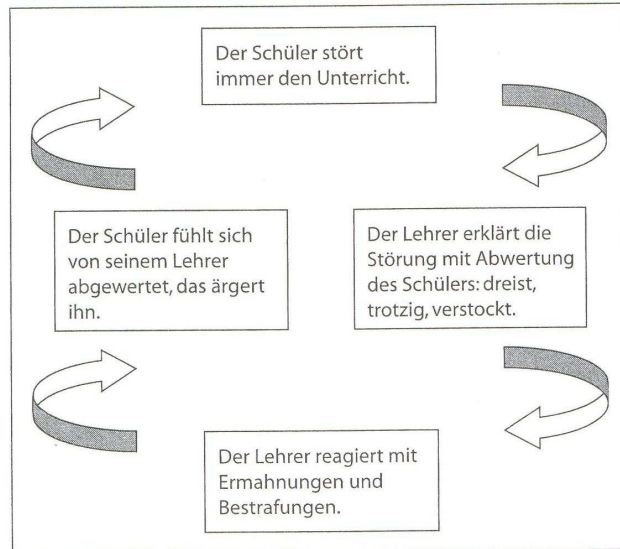 Der Schüler stört
immer den Unterricht.
Der Schüler fühlt sich
von seinem Lehrer
abgewertet, das ärgert
ihn.
Der Lehrer erklärt die
Störung mit Abwertung
des Schülers: dreist,
trotzig, verstockt.
Der Lehrer reagiert mit
Ermahnungen und
Bestrafungen.